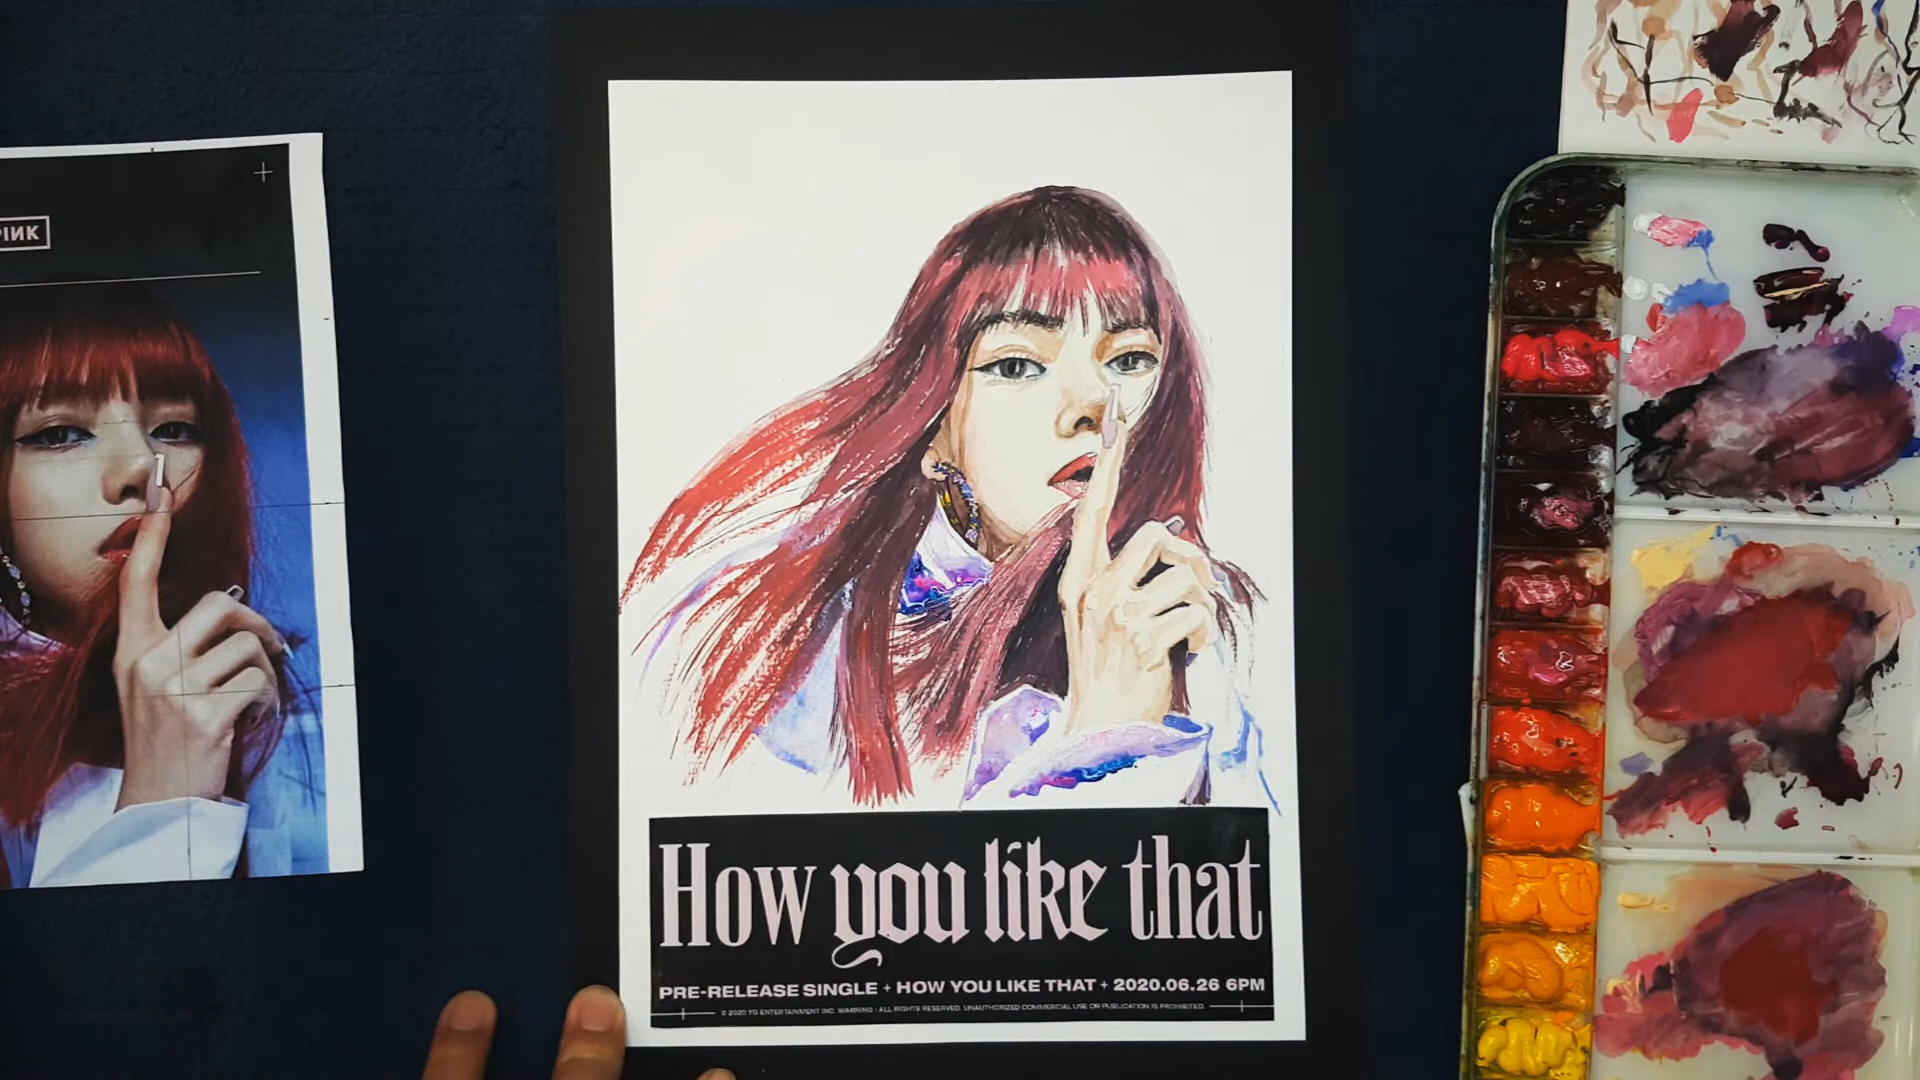 PINK
How you like that
PRE-RELEASE SINGLE + HOW YOU LIKE THAT + 2020.06.26 6PM
© 2020 YG ENTERTAINMENT INC. WARNING : ALL RIGHTS RESERVED. UNAUTHORIZED COMMERCIAL USE OR PUBLICATION IS PROHIBITED.